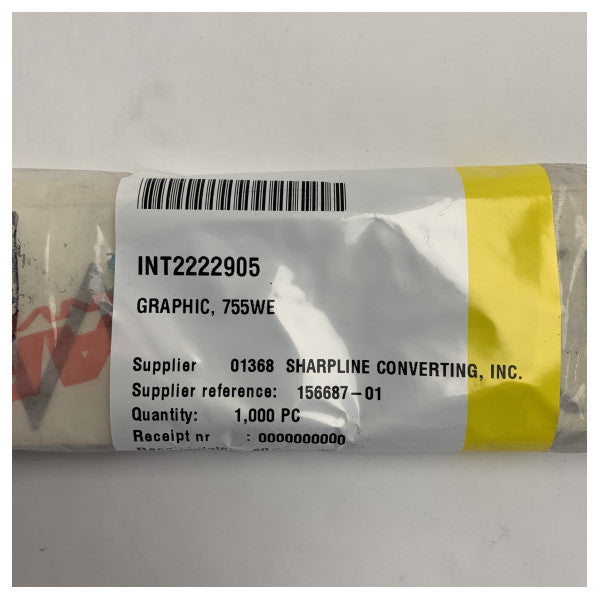 INT2222905
GRAPHIC, 755WE
Supplier 01368 SHARPLINE CONVERTING, INC.
Supplier reference: 156687-01
Quantity: 1,000 PC
Receipt nr : 0000000000